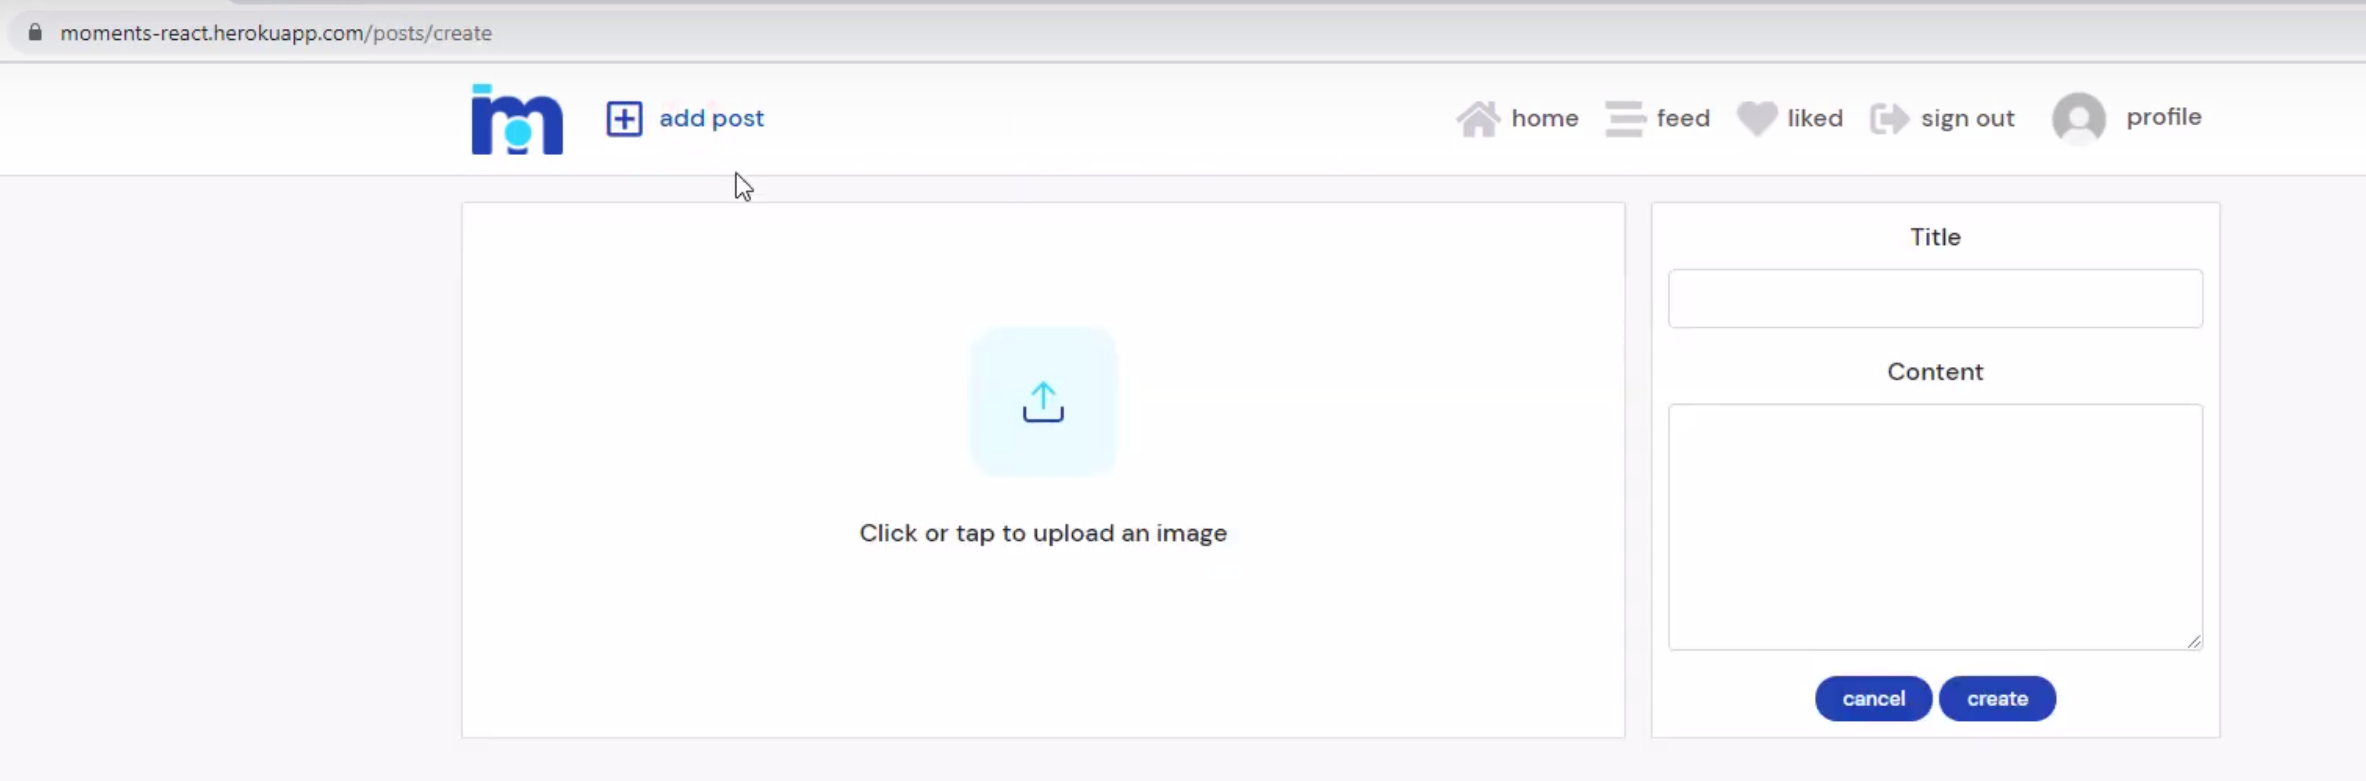 moments-react.herokuapp.com/posts/create
m add post home feed liked sign out profile
Title
Content
Click or tap to upload an image
cancel create